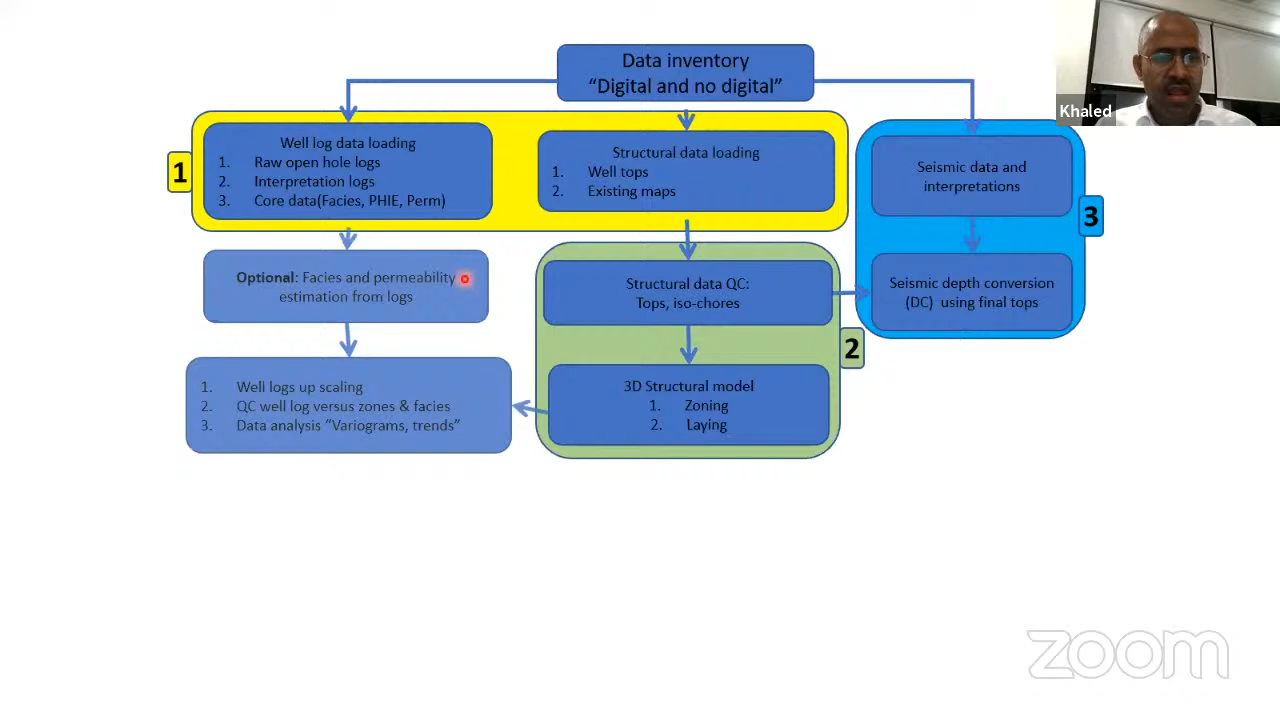 Data inventory
“Digital and no digital”
Khaled
1
Well log data loading
1. Raw open hole logs
2. Interpretation logs
3. Core data(Facies, PHIE, Perm)
Structural data loading
1. Well tops
2. Existing maps
Seismic data and
interpretations
3
Optional: Facies and permeability
estimation from logs
Structural data QC:
Tops, iso-chores
Seismic depth conversion
(DC) using final tops
2
1. Well logs up scaling
2. QC well log versus zones & facies
3. Data analysis “Variograms, trends”
3D Structural model
1. Zoning
2. Laying
zoom